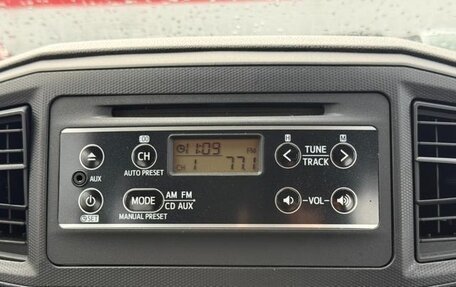 11:09 FM
CH 1 77.1
CH
AUTO PRESET
H M
TUNE
TRACK
AUX
MODE
AM FM
CD AUX
MANUAL PRESET
SET
-VOL-